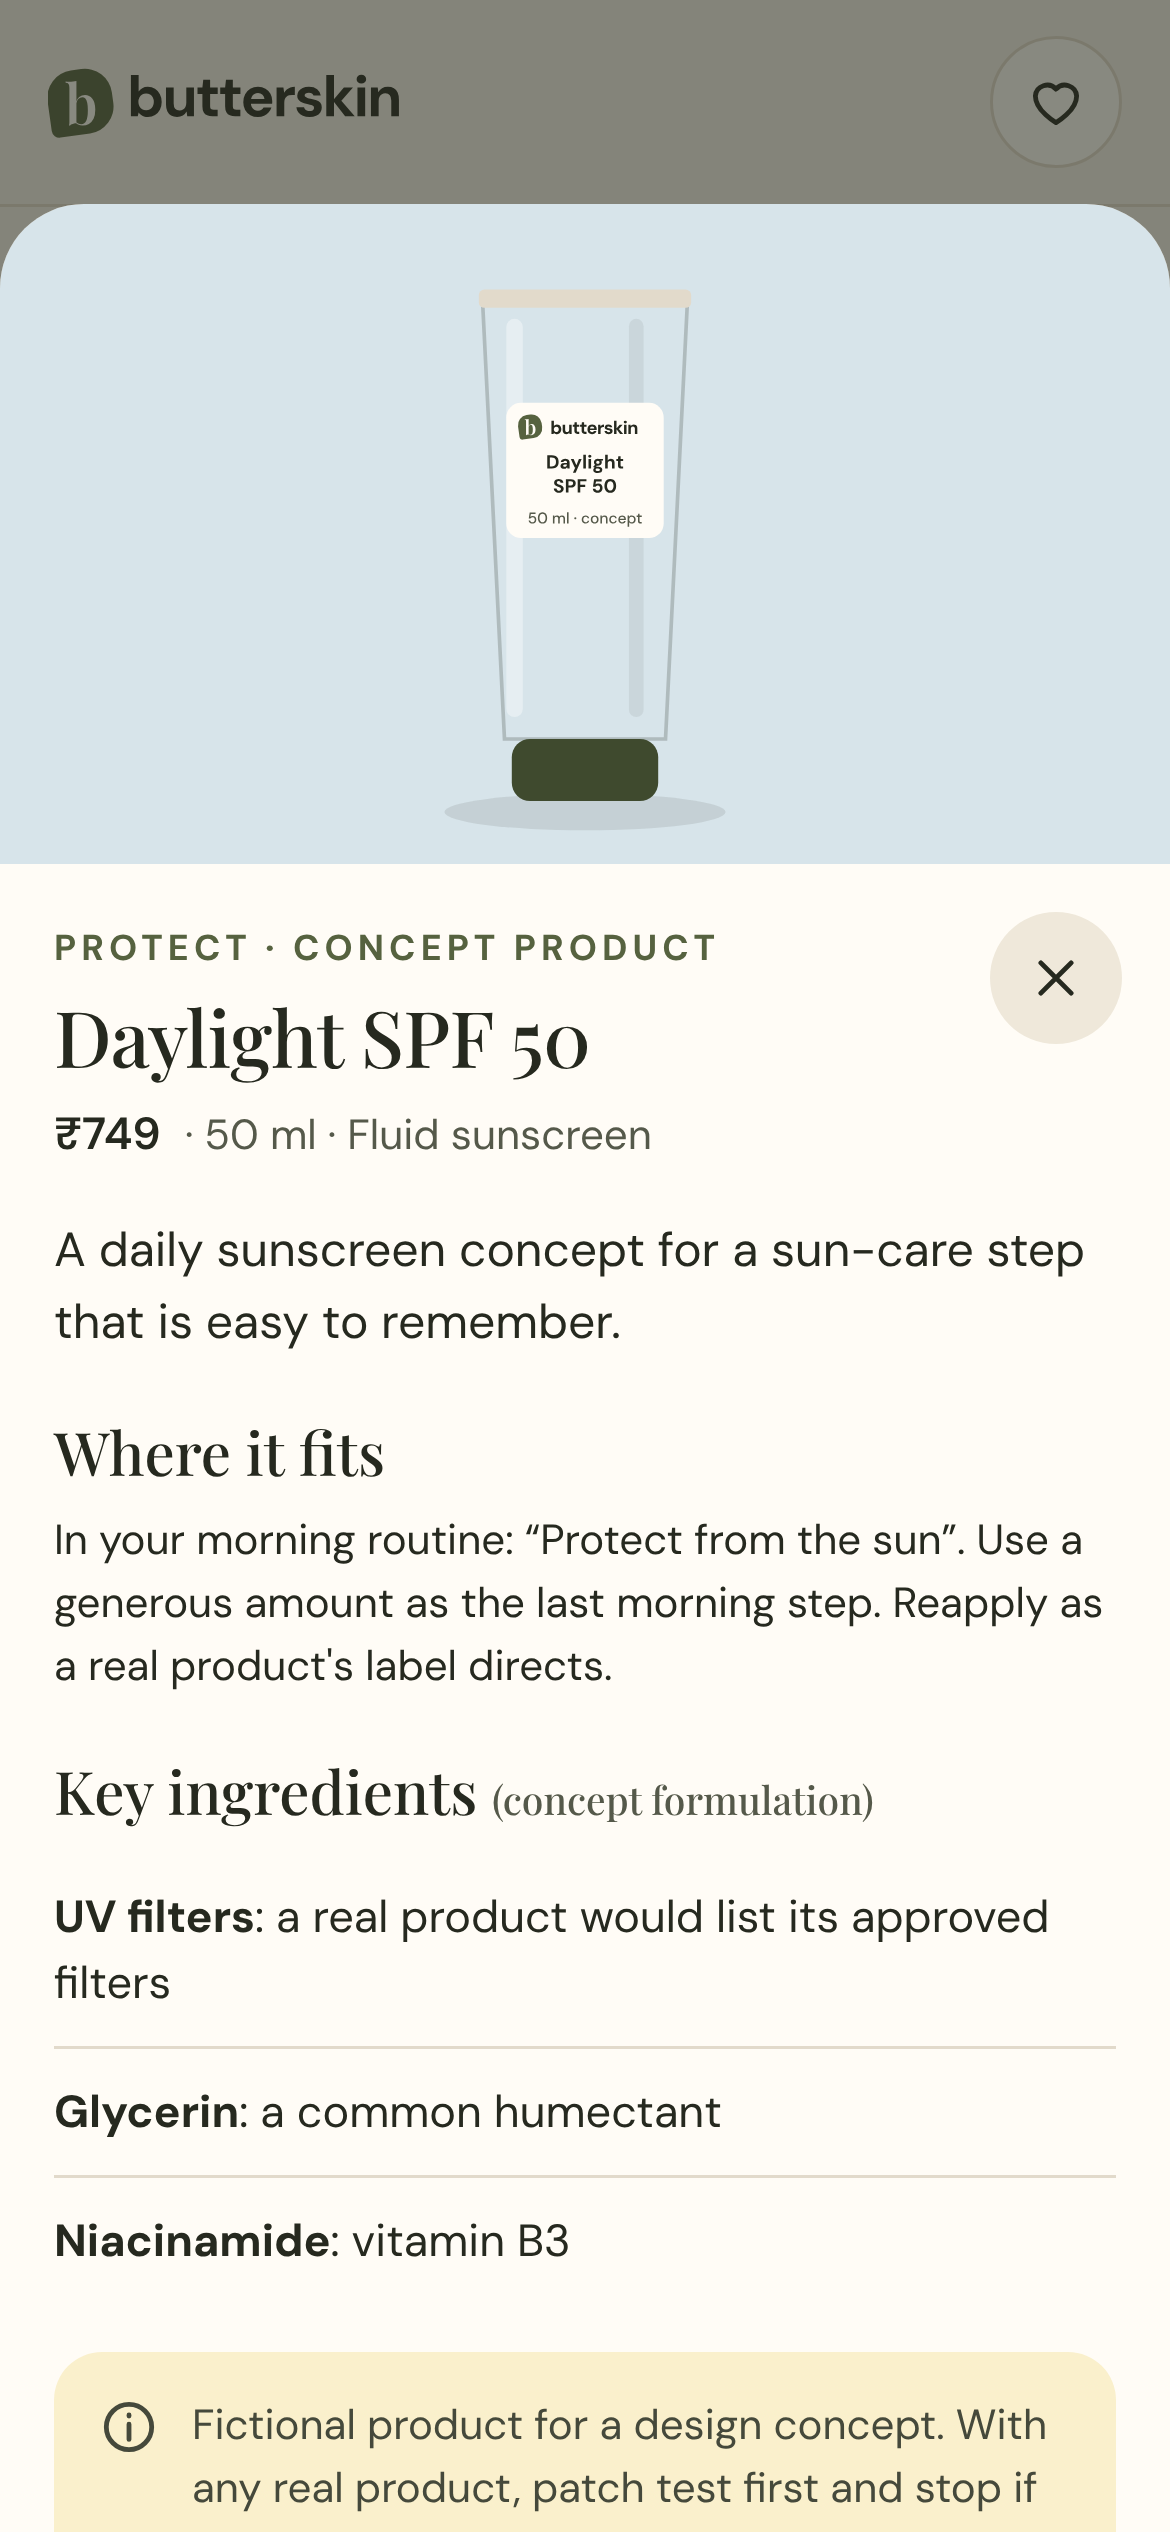 b butterskin
b butterskin
Daylight
SPF 50
50 ml · concept
PROTECT · CONCEPT PRODUCT
Daylight SPF 50
₹749 · 50 ml · Fluid sunscreen
A daily sunscreen concept for a sun-care step
that is easy to remember.
Where it fits
In your morning routine: “Protect from the sun”. Use a
generous amount as the last morning step. Reapply as
a real product's label directs.
Key ingredients (concept formulation)
UV filters: a real product would list its approved
filters
Glycerin: a common humectant
Niacinamide: vitamin B3
Fictional product for a design concept. With
any real product, patch test first and stop if